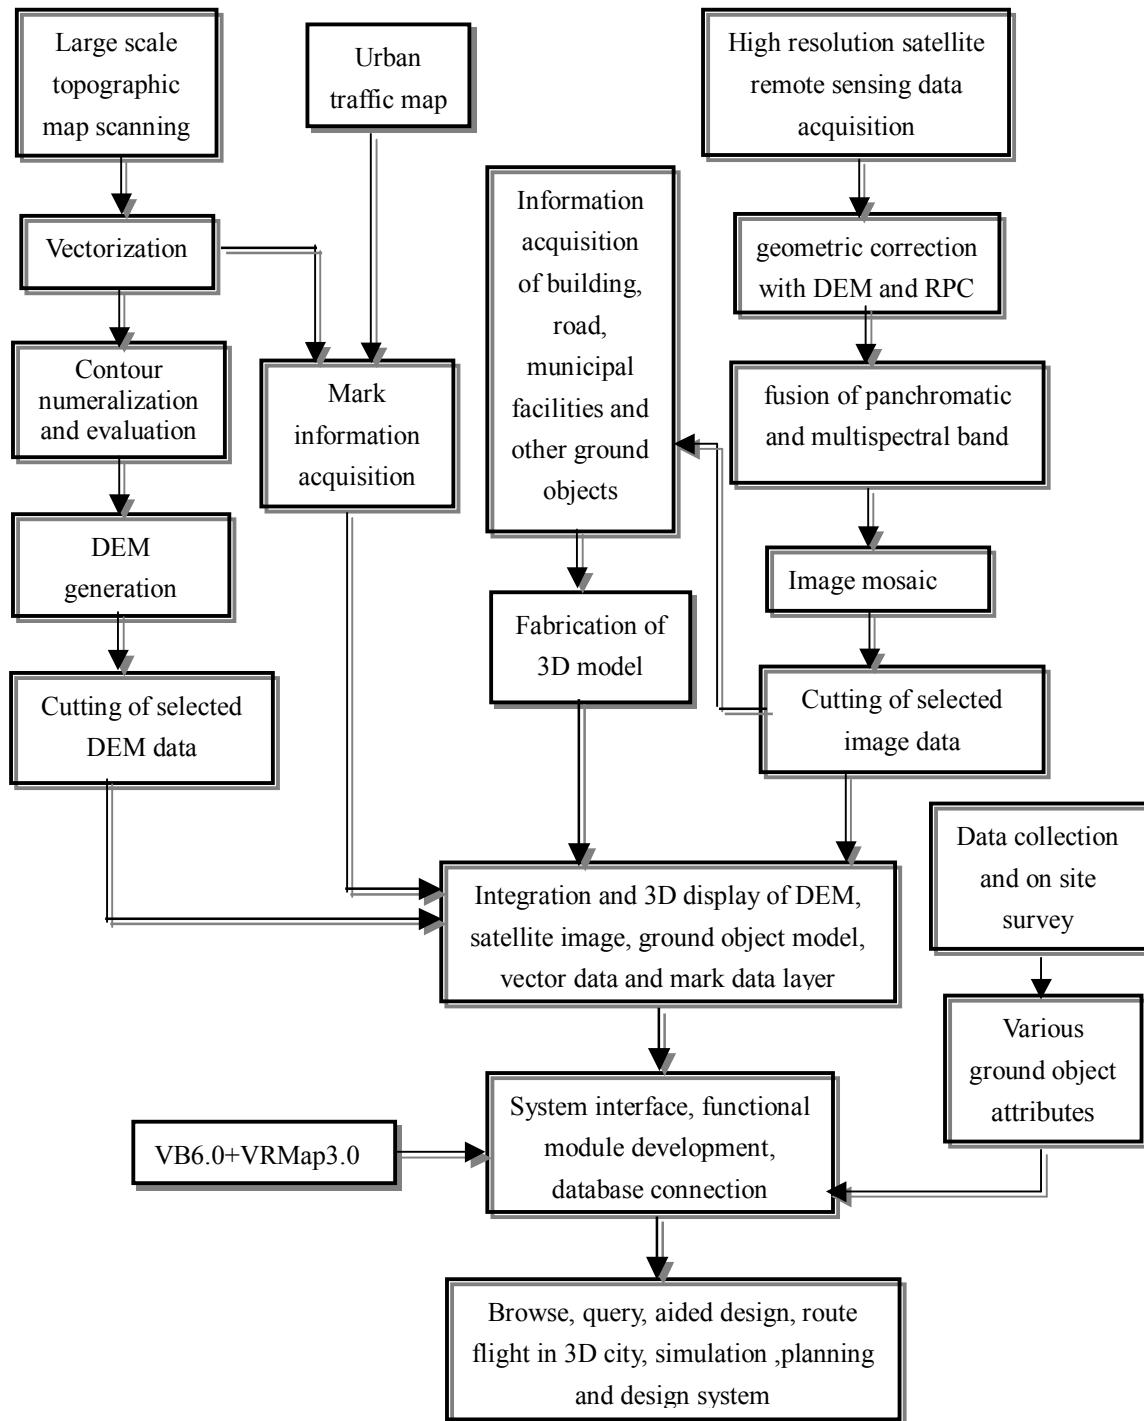 Large scale
topographic
map scanning
Urban
traffic map
High resolution satellite
remote sensing data
acquisition
Vectorization
Information
acquisition
of building,
road,
municipal
facilities and
other ground
objects
geometric correction
with DEM and RPC
Contour
numeralization
and evaluation
Mark
information
acquisition
fusion of panchromatic
and multispectral band
DEM
generation
Image mosaic
Fabrication of
3D model
Cutting of selected
DEM data
Cutting of selected
image data
Data collection
and on site
survey
Integration and 3D display of DEM,
satellite image, ground object model,
vector data and mark data layer
Various
ground object
attributes
System interface, functional
module development,
database connection
VB6.0+VRMap3.0
Browse, query, aided design, route
flight in 3D city, simulation ,planning
and design system